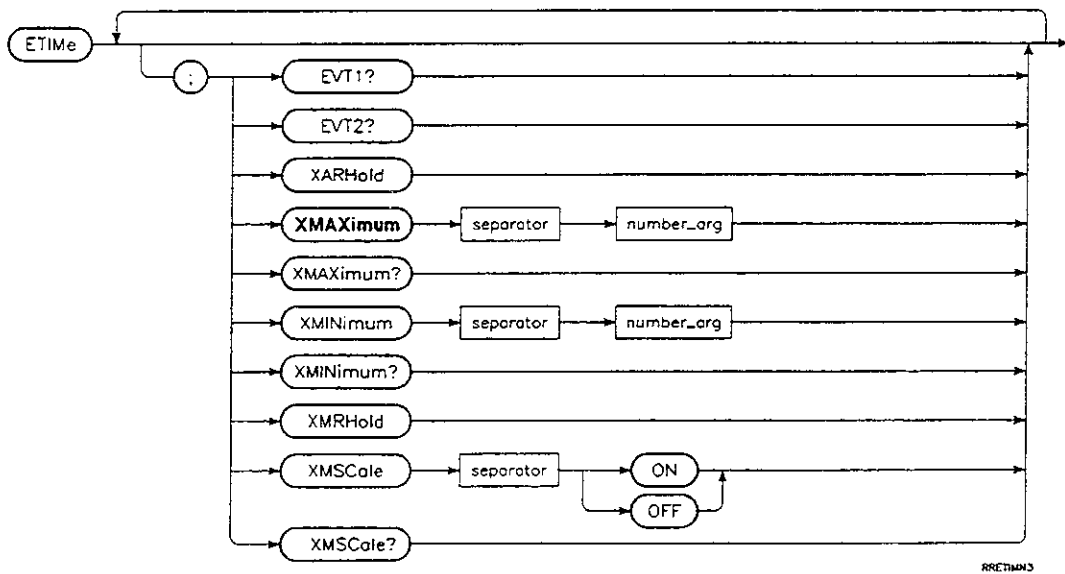 ETIMe
;
EVT1?
EVT2?
XARHold
XMAXimum separator number_arg
XMAXimum?
XMINimum separator number_arg
XMINimum?
XMRHold
XMSCale separator ON
OFF
XMSCale?
RRETIMN3